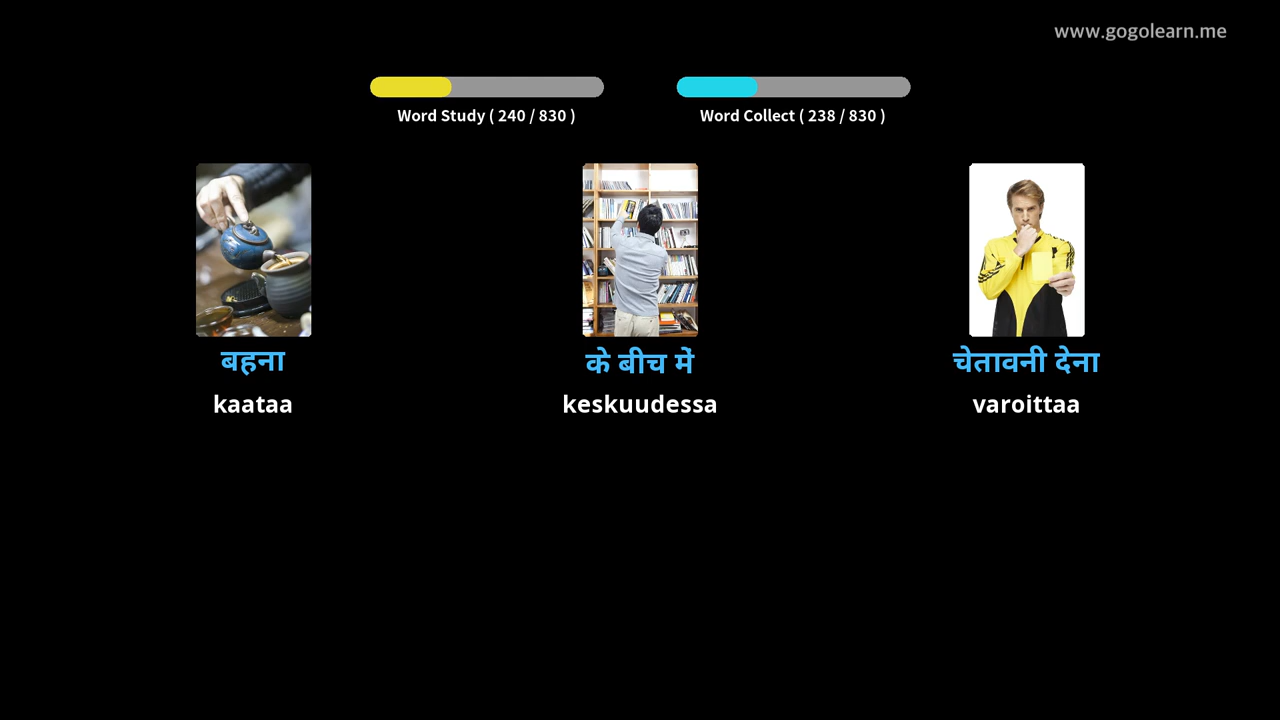 www.gogolearn.me
Word Study ( 240 / 830 )
Word Collect ( 238 / 830 )
बहना
के बीच में
चेतावनी देना
kaataa
keskuudessa
varoittaa